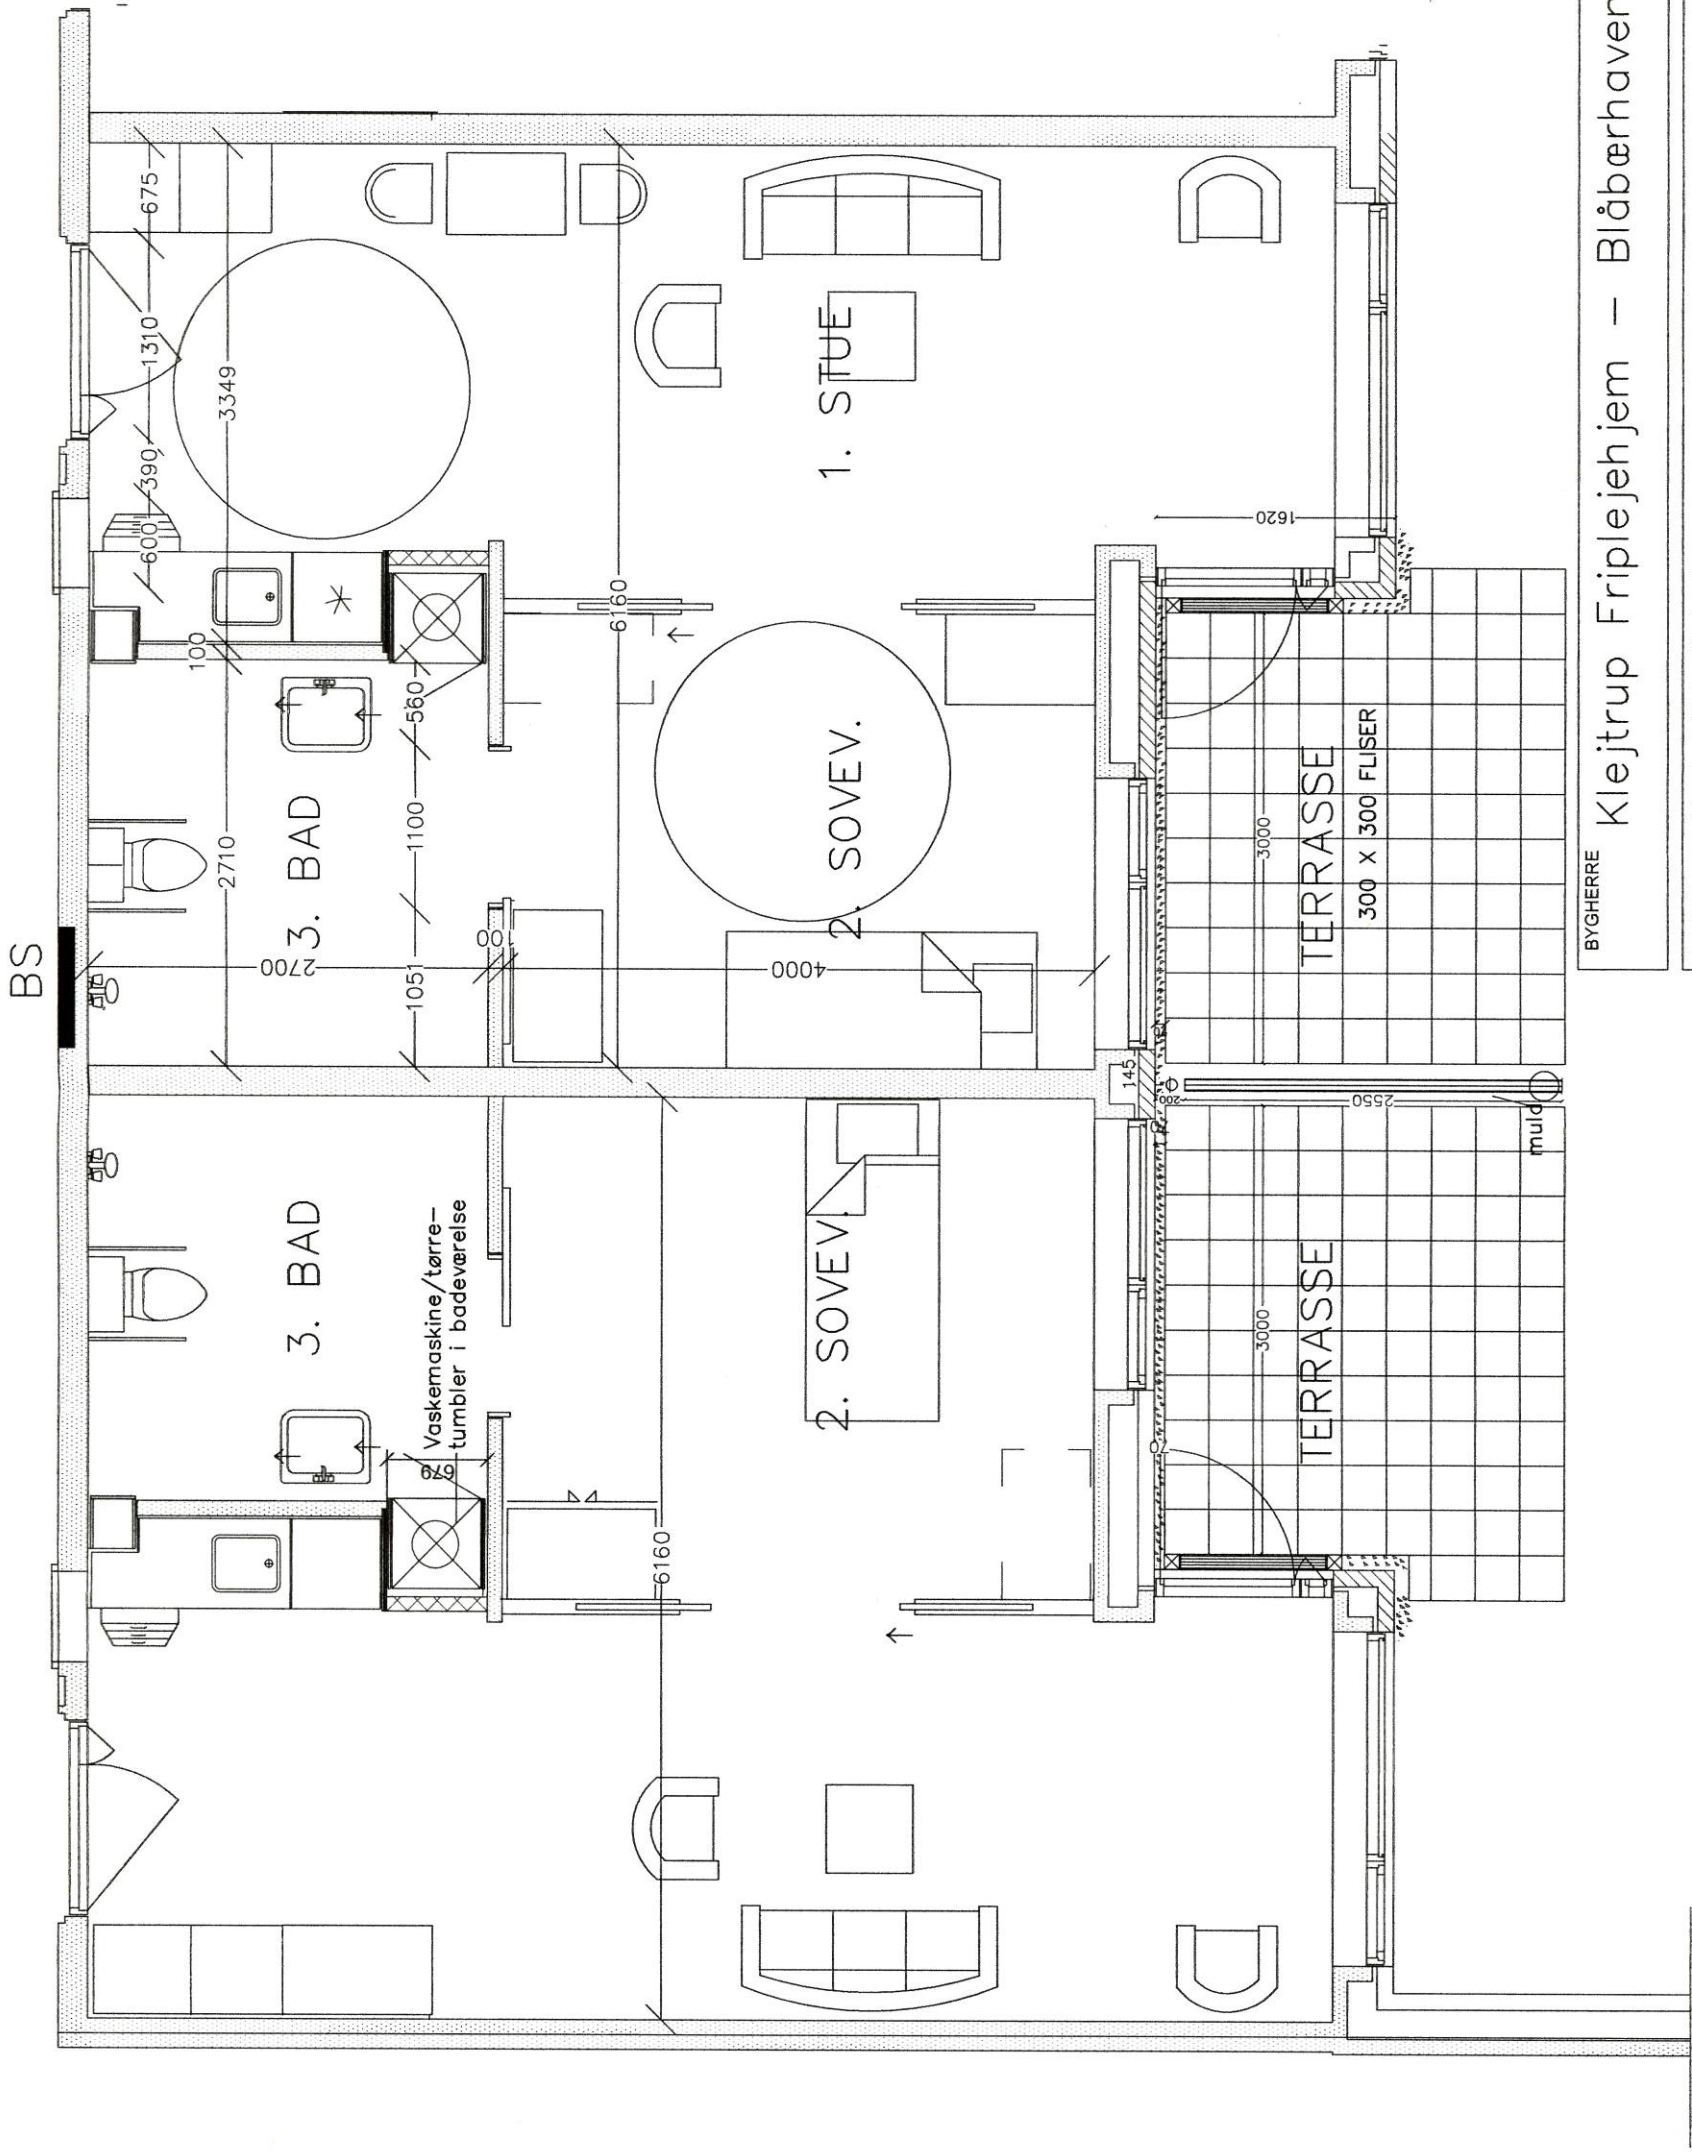 BS
675
1310
390
600
3349
100
2710
560
1100
1051
2700
100
4000
6160
1620
1. STUE
2. SOVEV.
3. BAD
TERRASSE
300 X 300 FLISER
3000
145
200
2550
muld
3. BAD
Vaskemaskine/tørre-
tumbler i badeværelse
679
2. SOVEV.
6160
TERRASSE
3000
70
BYGHERRE
Klejtrup Friplejehjem - Blåbærhaven